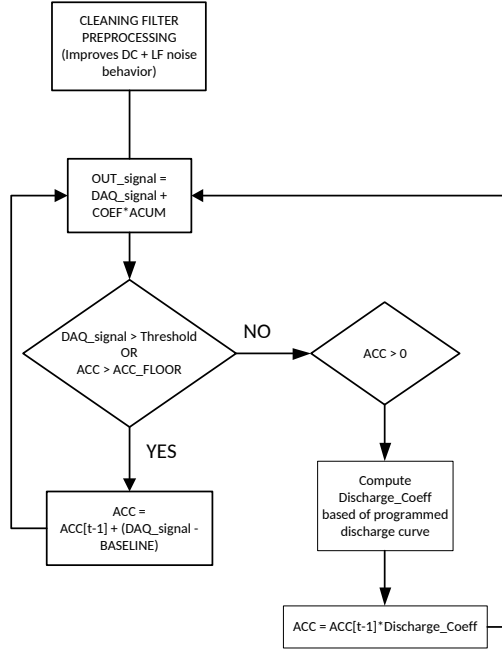 CLEANING FILTER
PREPROCESSING
(Improves DC + LF noise
behavior)
OUT_signal =
DAQ_signal +
COEF*ACUM
DAQ_signal > Threshold
OR
ACC > ACC_FLOOR
NO
ACC > 0
YES
ACC =
ACC[t-1] + (DAQ_signal -
BASELINE)
Compute
Discharge_Coeff
based of programmed
discharge curve
ACC = ACC[t-1]*Discharge_Coeff